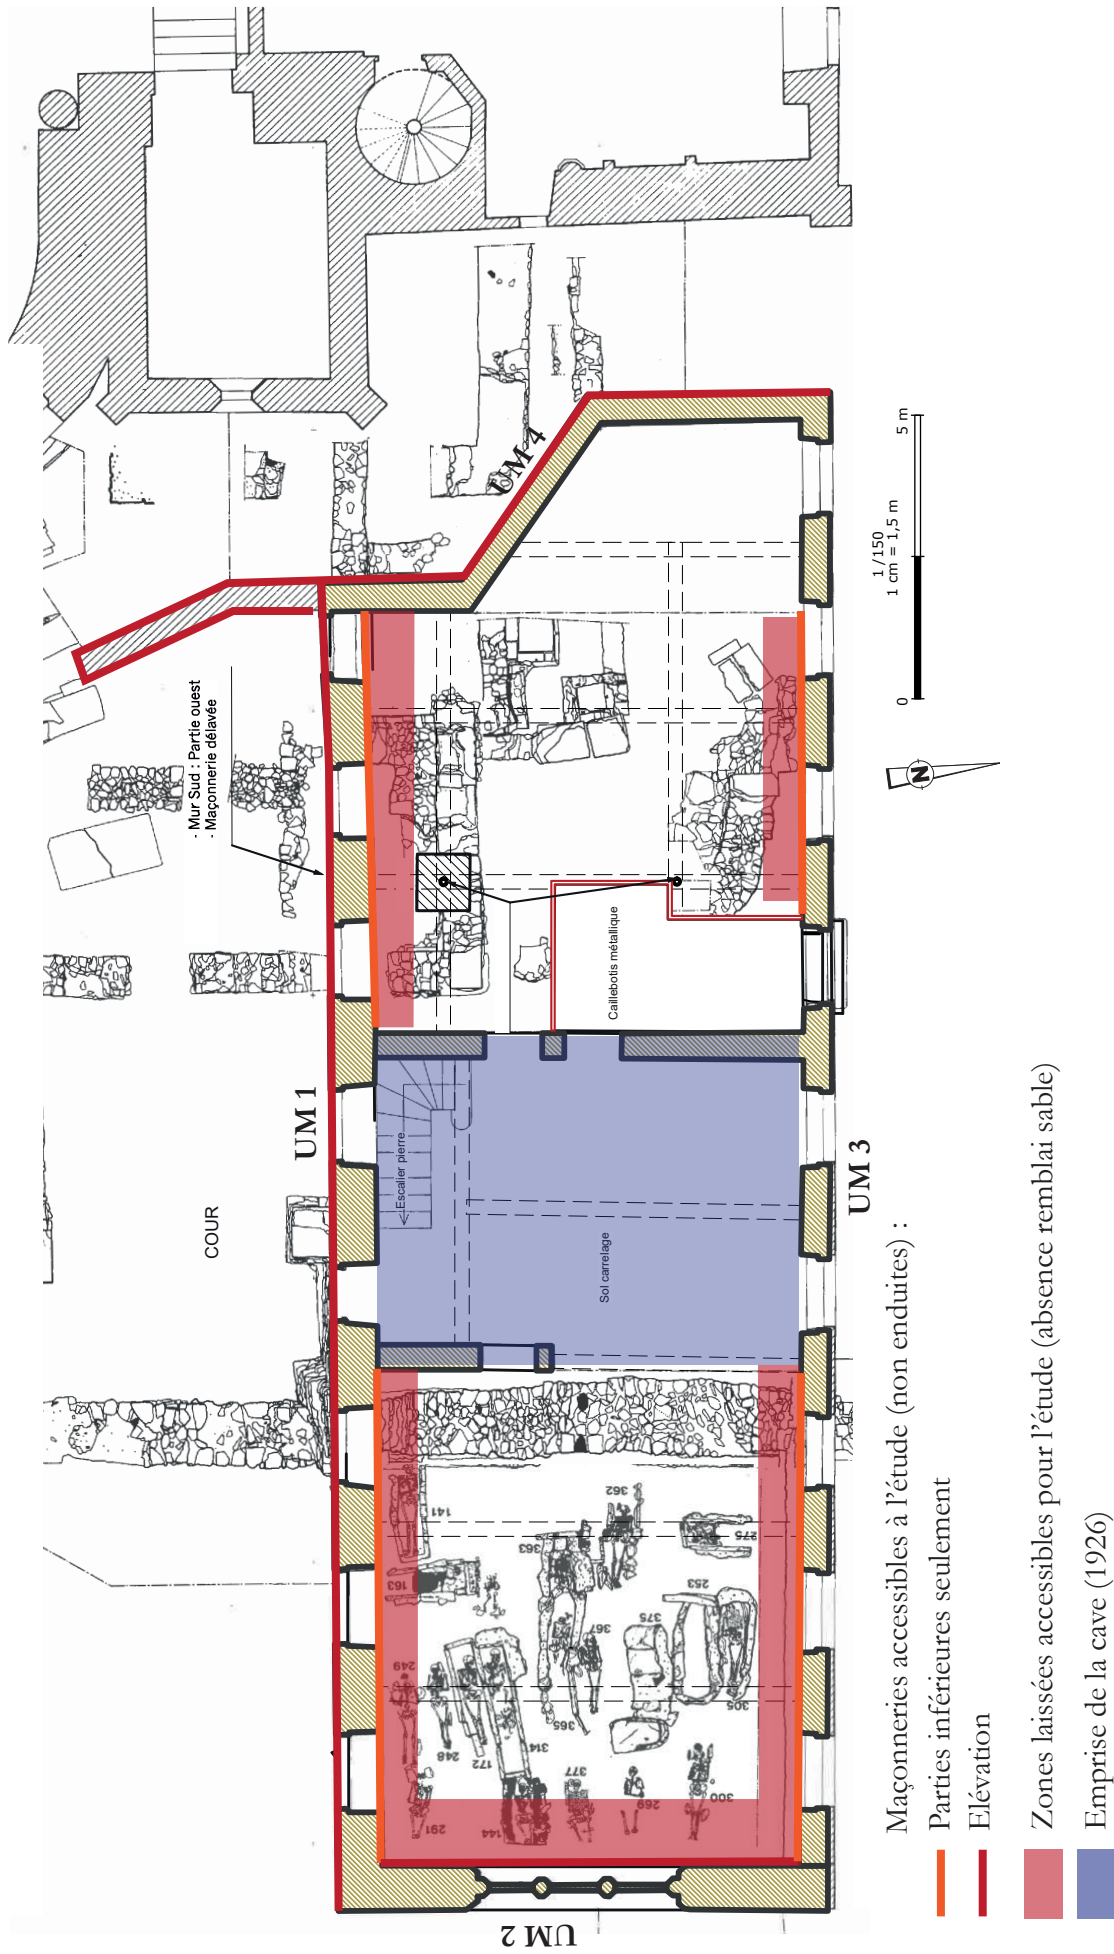 - Mur Sud : Partie ouest
- Maçonnerie délavée
UM 4
UM 1
COUR
Escalier pierre
Sol carrelage
Caillebotis métallique
UM 3
UM 2
141
163
362
363
275
253
249
367
375
248
172
365
305
314
377
291
144
269
300
1/150
1 cm = 1,5 m
0
5 m
N
Maçonneries accessibles à l'étude (non enduites) :
Parties inférieures seulement
Elévation
Zones laissées accessibles pour l'étude (absence remblai sable)
Emprise de la cave (1926)